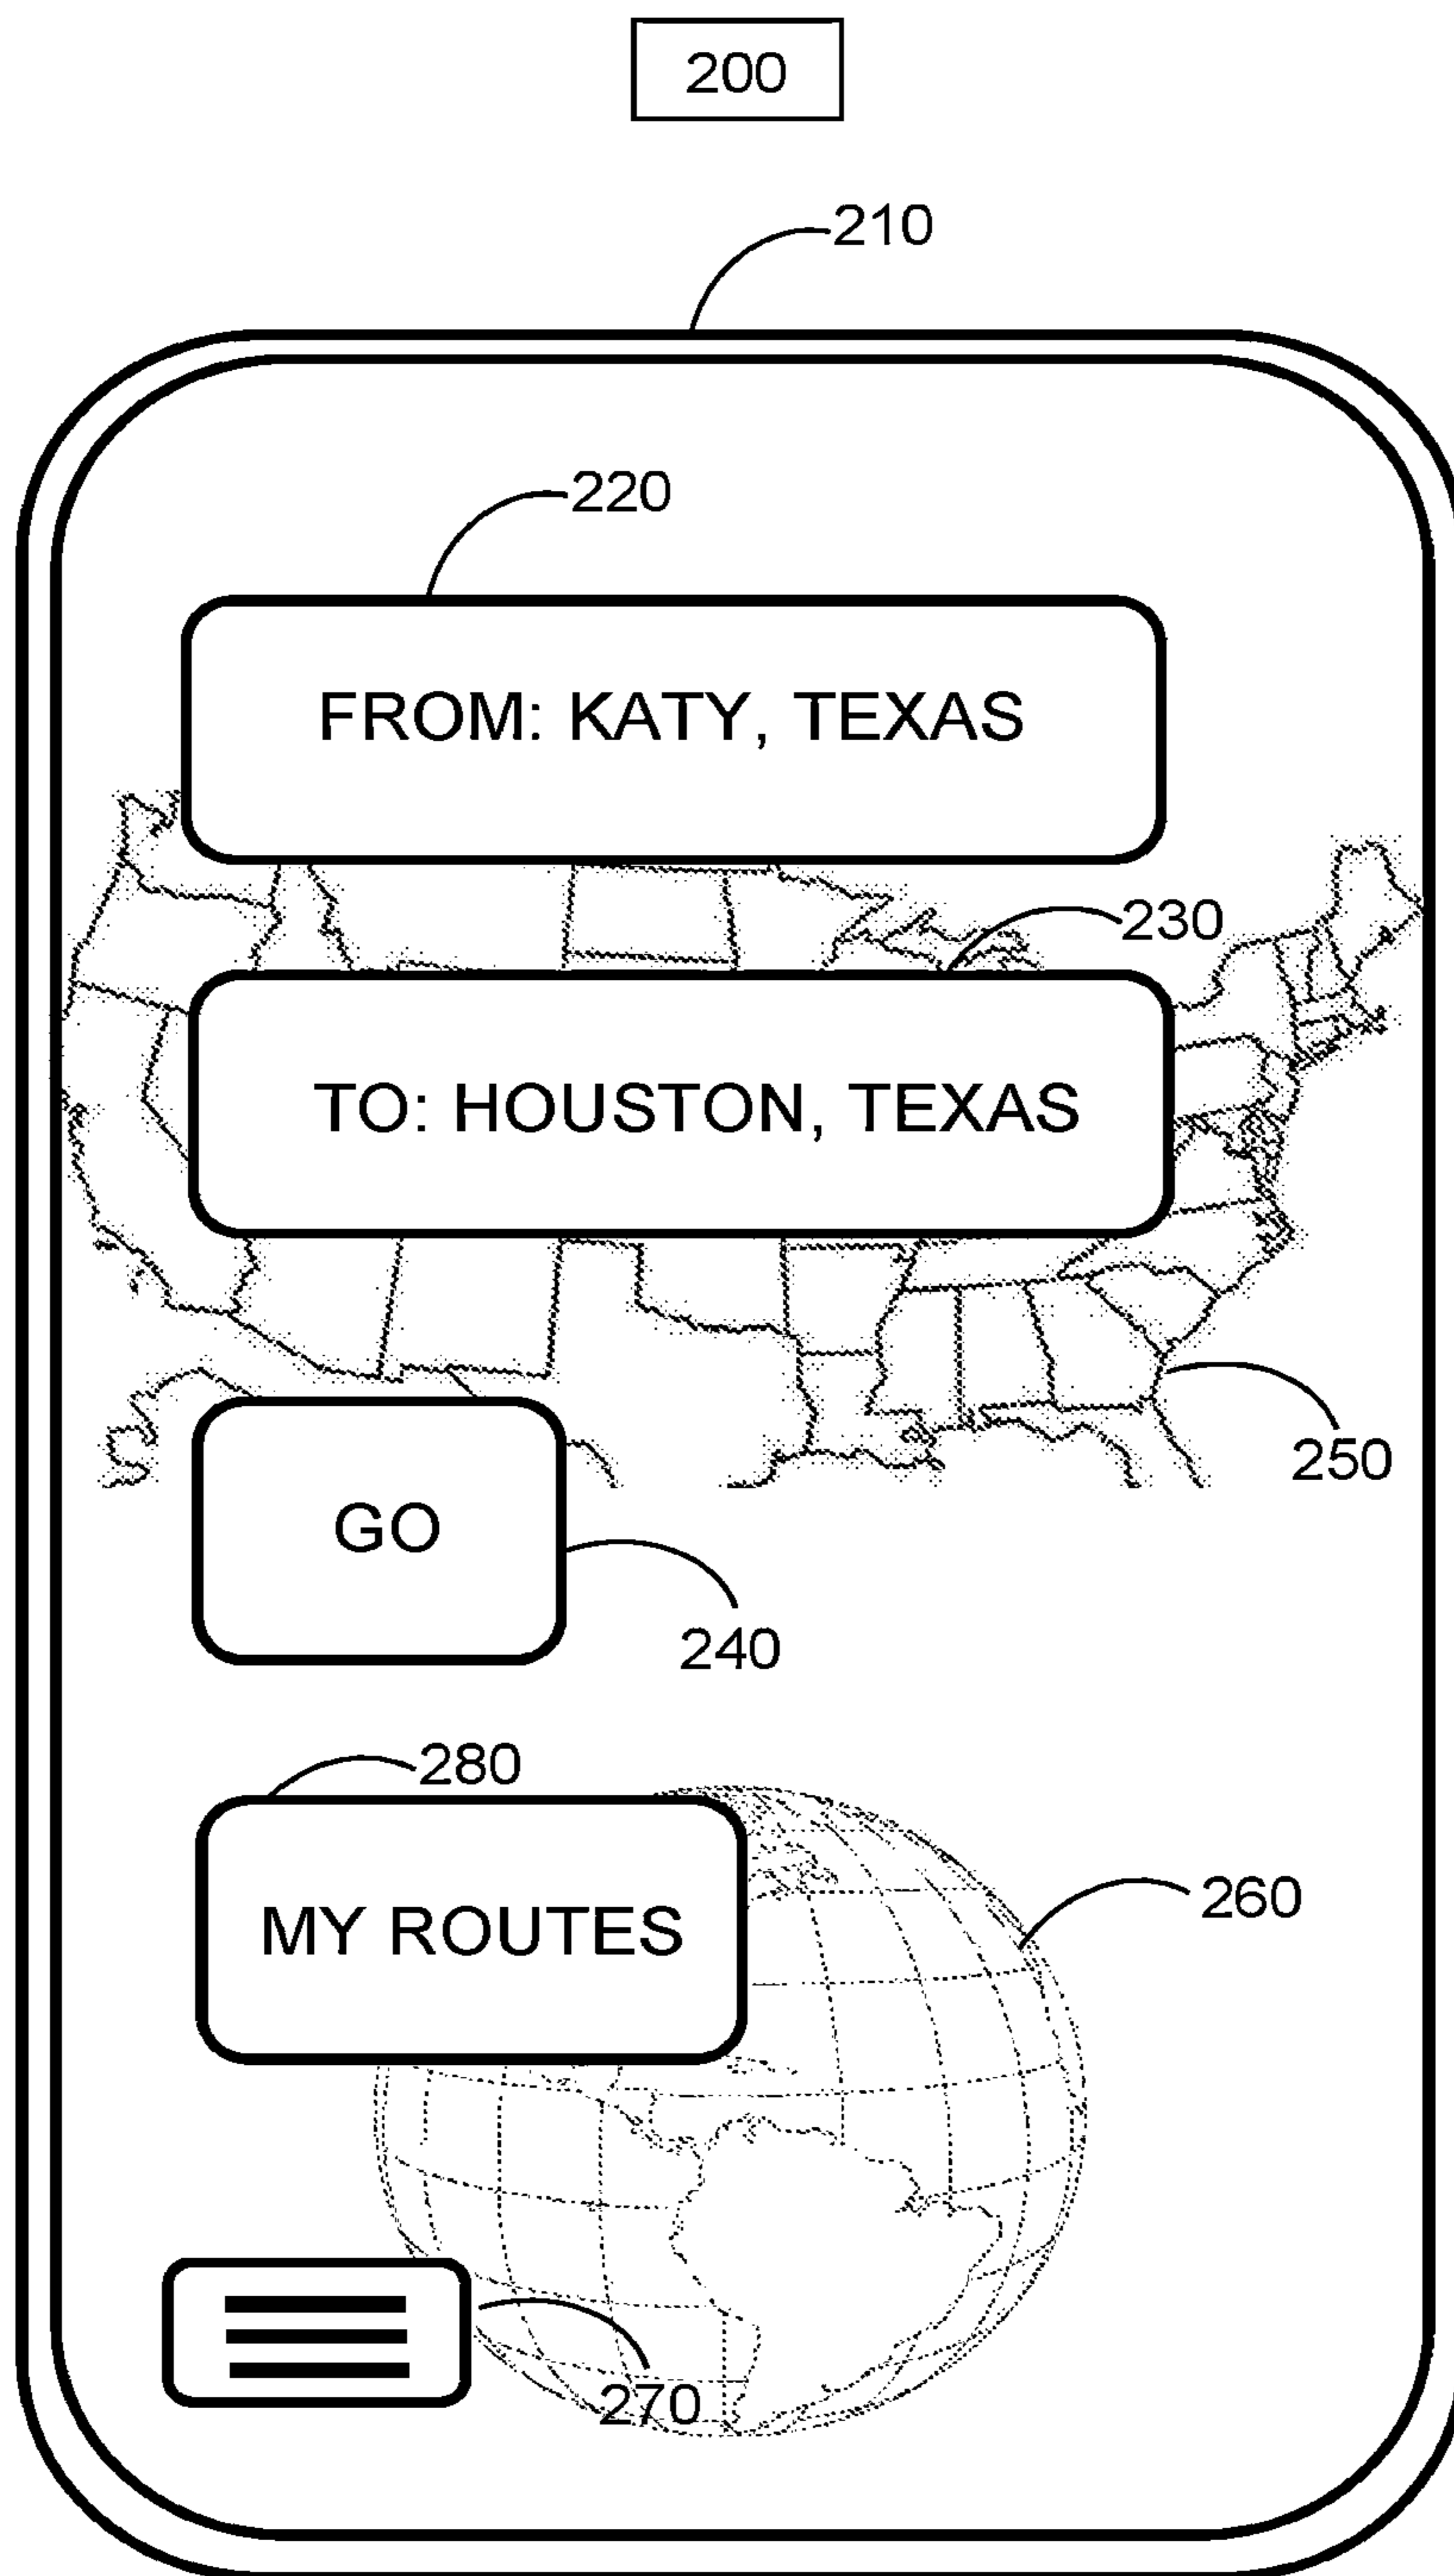 200
210
220
FROM: KATY, TEXAS
230
TO: HOUSTON, TEXAS
250
GO
240
280
260
MY ROUTES
270